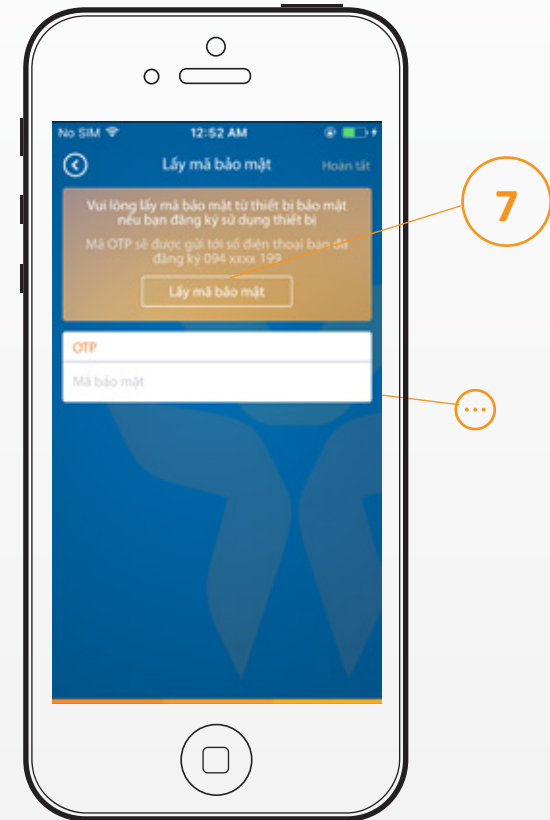 No SIM 12:52 AM
Lấy mã bảo mật Hoàn tất
Vui lòng lấy mã bảo mật từ thiết bị bảo mật
nếu bạn đăng ký sử dụng thiết bị
Mã OTP sẽ được gửi tới số điện thoại bạn đã
đăng ký 094 xxxx 199
Lấy mã bảo mật
7
OTP
Mã bảo mật
...